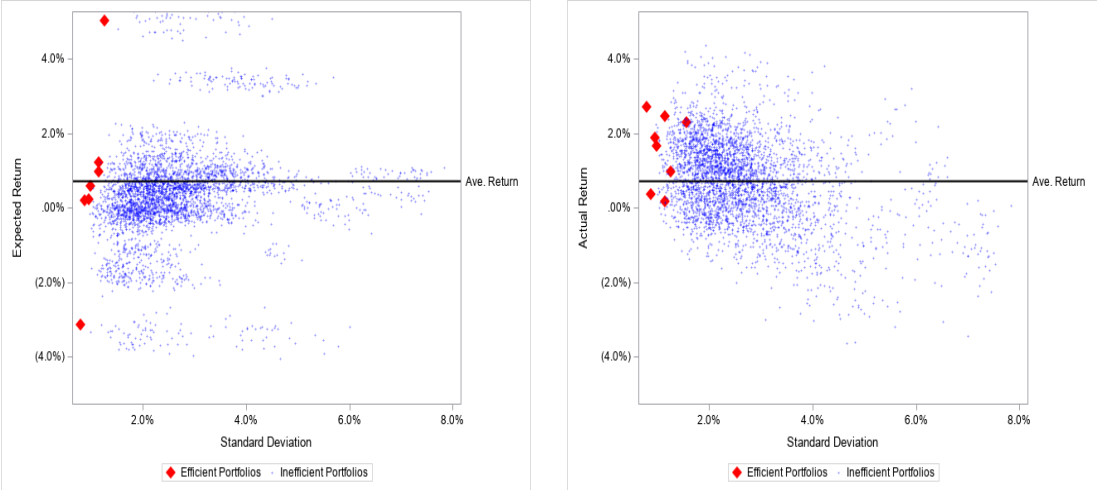 4.0%
2.0%
.00%
(2.0%)
(4.0%)
Expected Return
Ave. Return
2.0% 4.0% 6.0% 8.0%
Standard Deviation
Efficient Portfolios Inefficient Portfolios
4.0%
2.0%
.00%
(2.0%)
(4.0%)
Actual Return
Ave. Return
2.0% 4.0% 6.0% 8.0%
Standard Deviation
Efficient Portfolios Inefficient Portfolios